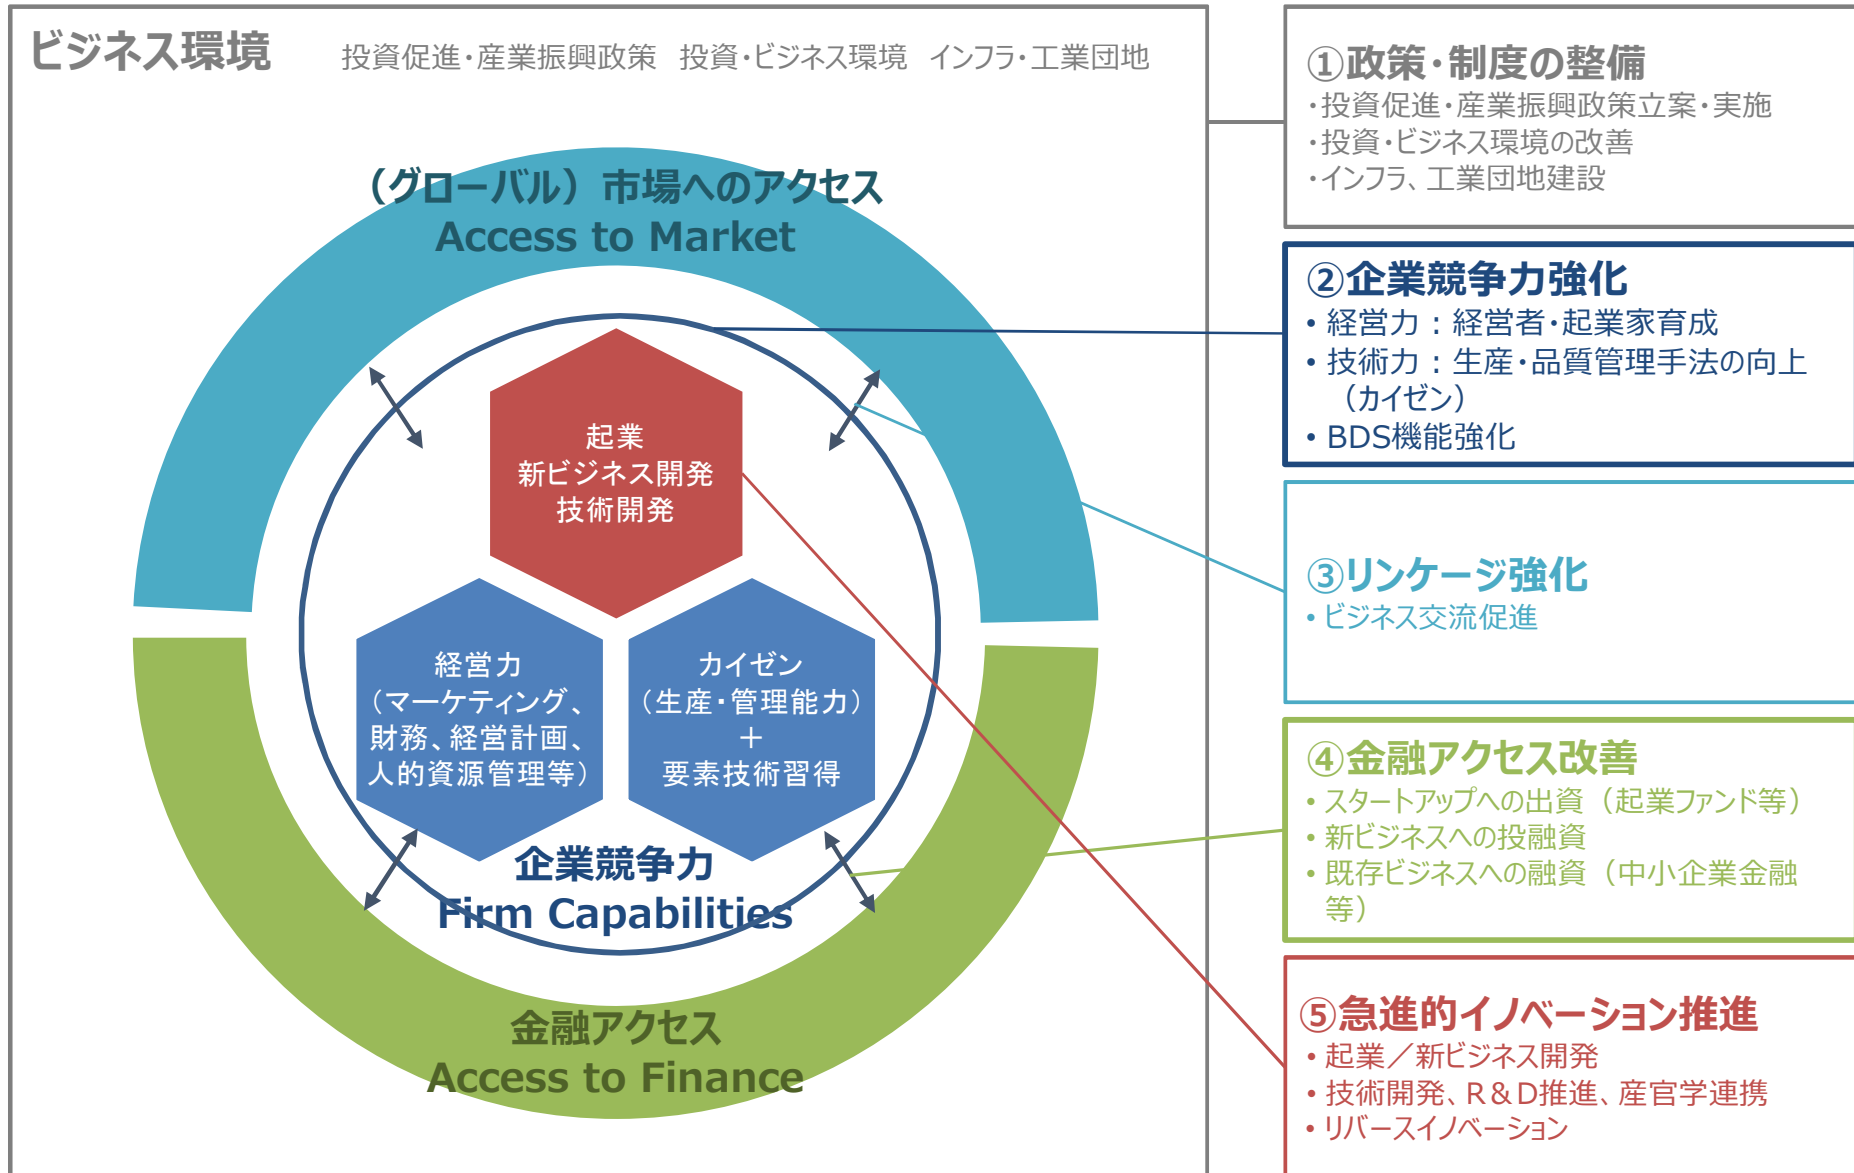 ビジネス環境
投資促進・産業振興政策 投資・ビジネス環境 インフラ・工業団地
（グローバル）市場へのアクセス
Access to Market
起業
新ビジネス開発
技術開発
経営力
（マーケティング、
財務、経営計画、
人的資源管理等）
カイゼン
（生産・管理能力）
＋
要素技術習得
企業競争力
Firm Capabilities
金融アクセス
Access to Finance
①政策・制度の整備
・投資促進・産業振興政策立案・実施
・投資・ビジネス環境の改善
・インフラ、工業団地建設
②企業競争力強化
• 経営力：経営者・起業家育成
• 技術力：生産・品質管理手法の向上
（カイゼン）
• BDS機能強化
③リンケージ強化
• ビジネス交流促進
④金融アクセス改善
• スタートアップへの出資（起業ファンド等）
• 新ビジネスへの投融資
• 既存ビジネスへの融資（中小企業金融
等）
⑤急進的イノベーション推進
• 起業／新ビジネス開発
• 技術開発、R＆D推進、産官学連携
• リバースイノベーション